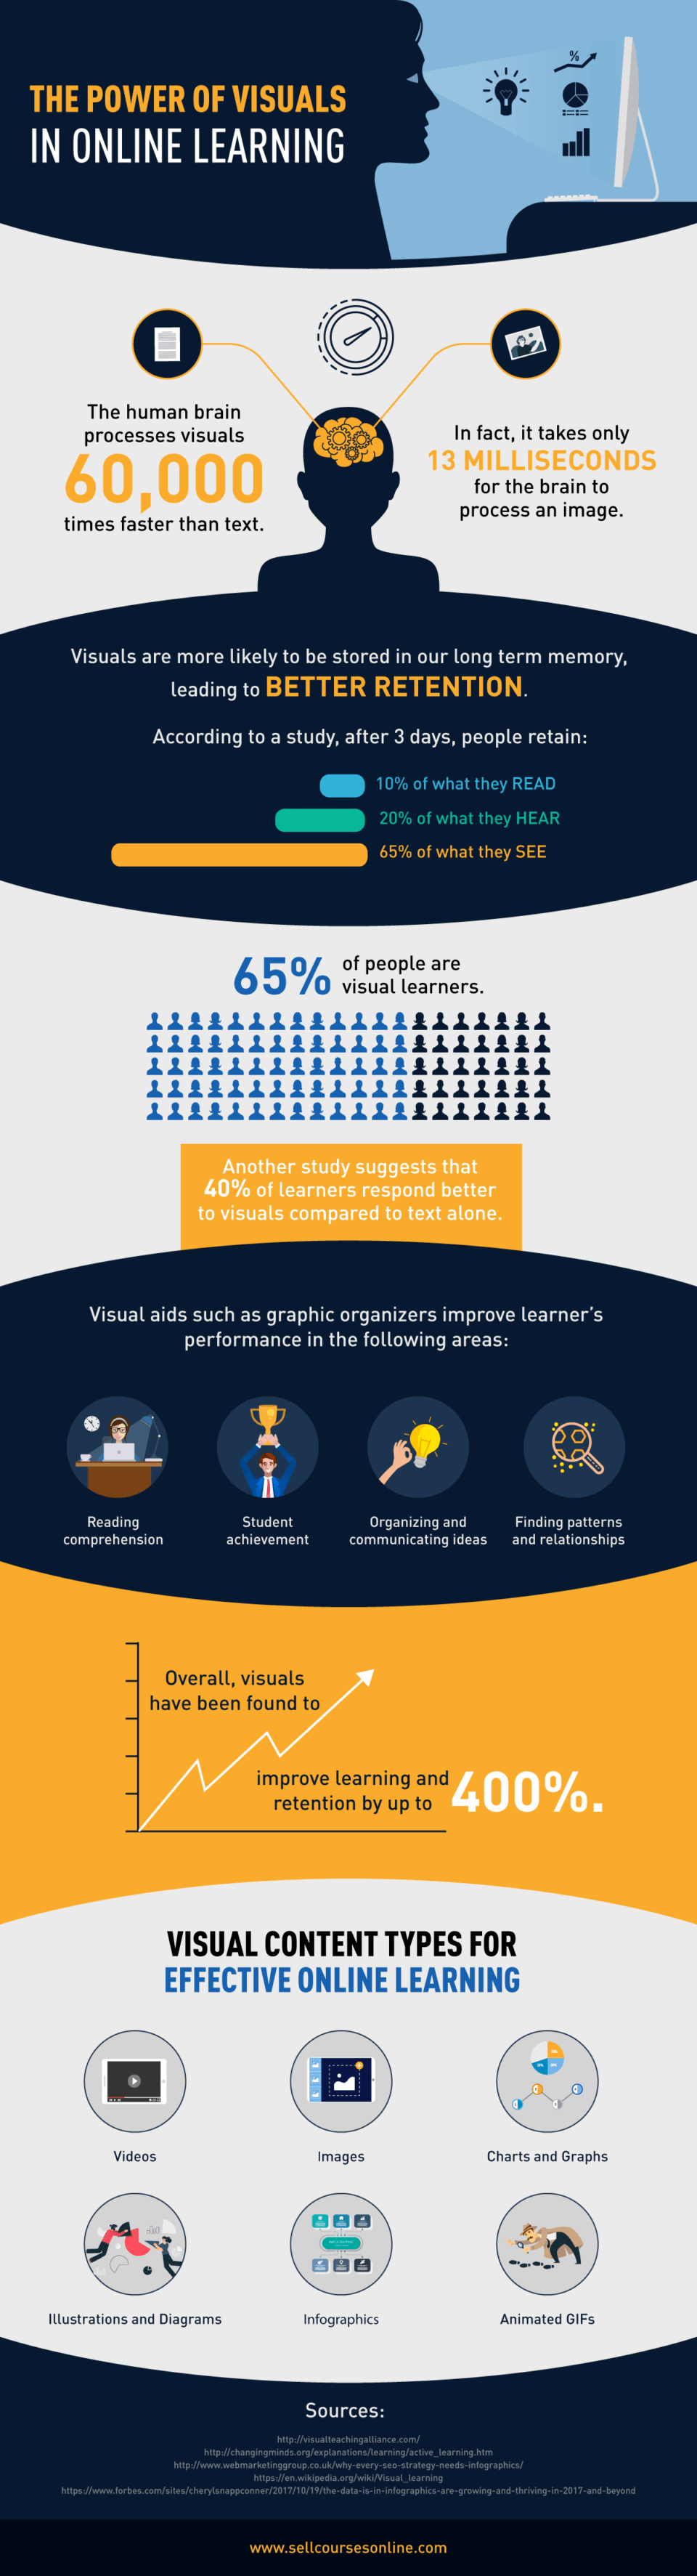 THE POWER OF VISUALS
IN ONLINE LEARNING
%
The human brain
processes visuals
60,000
times faster than text.
In fact, it takes only
13 MILLISECONDS
for the brain to
process an image.
Visuals are more likely to be stored in our long term memory,
leading to BETTER RETENTION.
According to a study, after 3 days, people retain:
10% of what they READ
20% of what they HEAR
65% of what they SEE
65% of people are
visual learners.
Another study suggests that
40% of learners respond better
to visuals compared to text alone.
Visual aids such as graphic organizers improve learner's
performance in the following areas:
Reading
comprehension
Student
achievement
Organizing and
communicating ideas
Finding patterns
and relationships
Overall, visuals
have been found to
improve learning and
retention by up to 400%.
VISUAL CONTENT TYPES FOR
EFFECTIVE ONLINE LEARNING
Videos
Images
Charts and Graphs
Illustrations and Diagrams
Infographics
Animated GIFs
Sources:
http://visualteachingalliance.com/
http://changingminds.org/explanations/learning/active_learning.htm
http://www.webmarketinggroup.co.uk/why-every-seo-strategy-needs-infographics/
https://en.wikipedia.org/wiki/Visual_learning
https://www.forbes.com/sites/cherylsnappconner/2017/10/19/the-data-is-in-infographics-are-growing-and-thriving-in-2017-and-beyond
www.sellcoursesonline.com